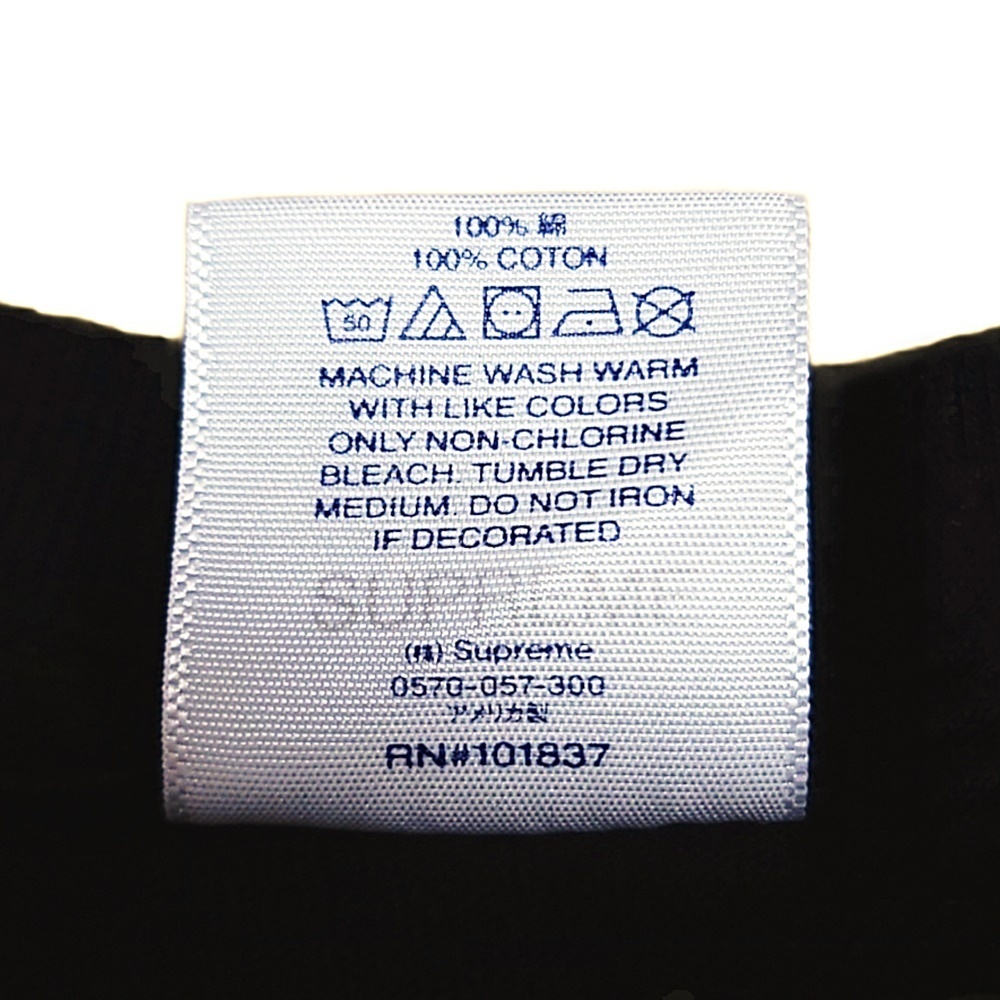 100% 綿
100% COTON
50
MACHINE WASH WARM
WITH LIKE COLORS
ONLY NON-CHLORINE
BLEACH. TUMBLE DRY
MEDIUM. DO NOT IRON
IF DECORATED
(株) Supreme
0570-057-300
アメリカ製
RN#101837